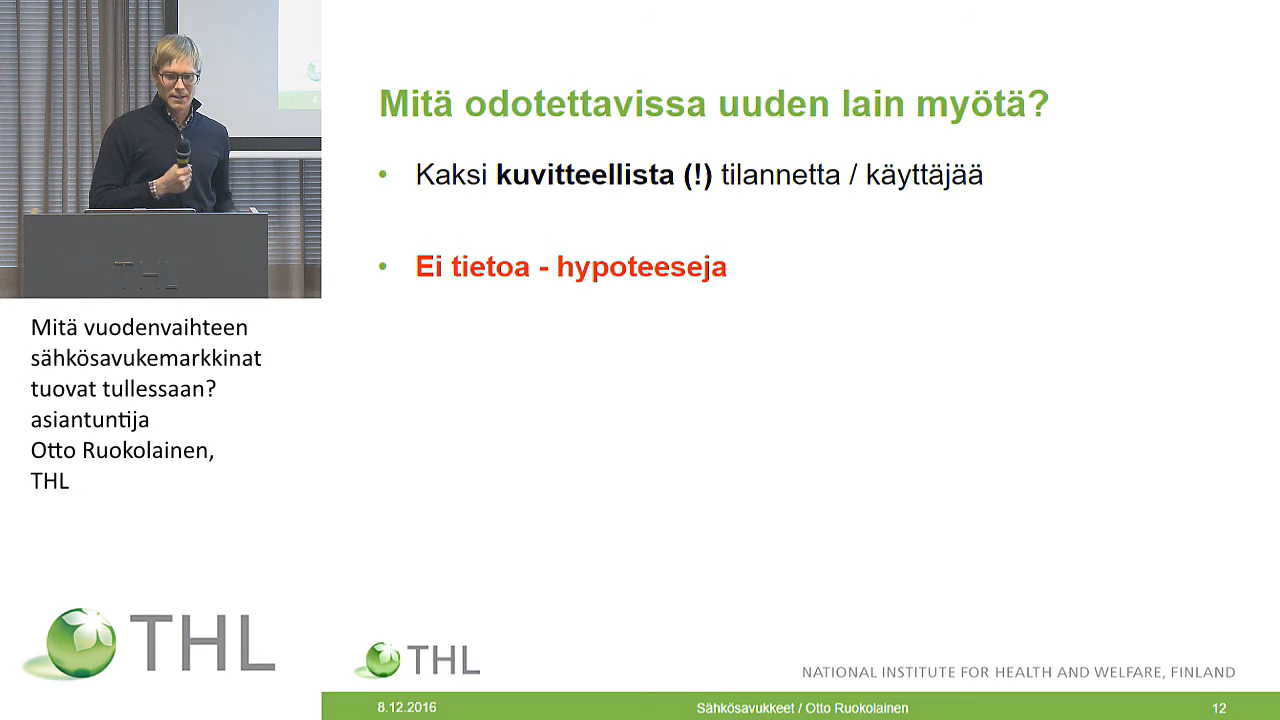 THL
Mitä vuodenvaihteen
sähkösavukemarkkinat
tuovat tullessaan?
asiantuntija
Otto Ruokolainen,
THL
THL
Mitä odotettavissa uuden lain myötä?
• Kaksi kuvitteellista (!) tilannetta / käyttäjää
• Ei tietoa - hypoteeseja
THL
NATIONAL INSTITUTE FOR HEALTH AND WELFARE, FINLAND
8.12.2016
Sähkösavukkeet / Otto Ruokolainen
12